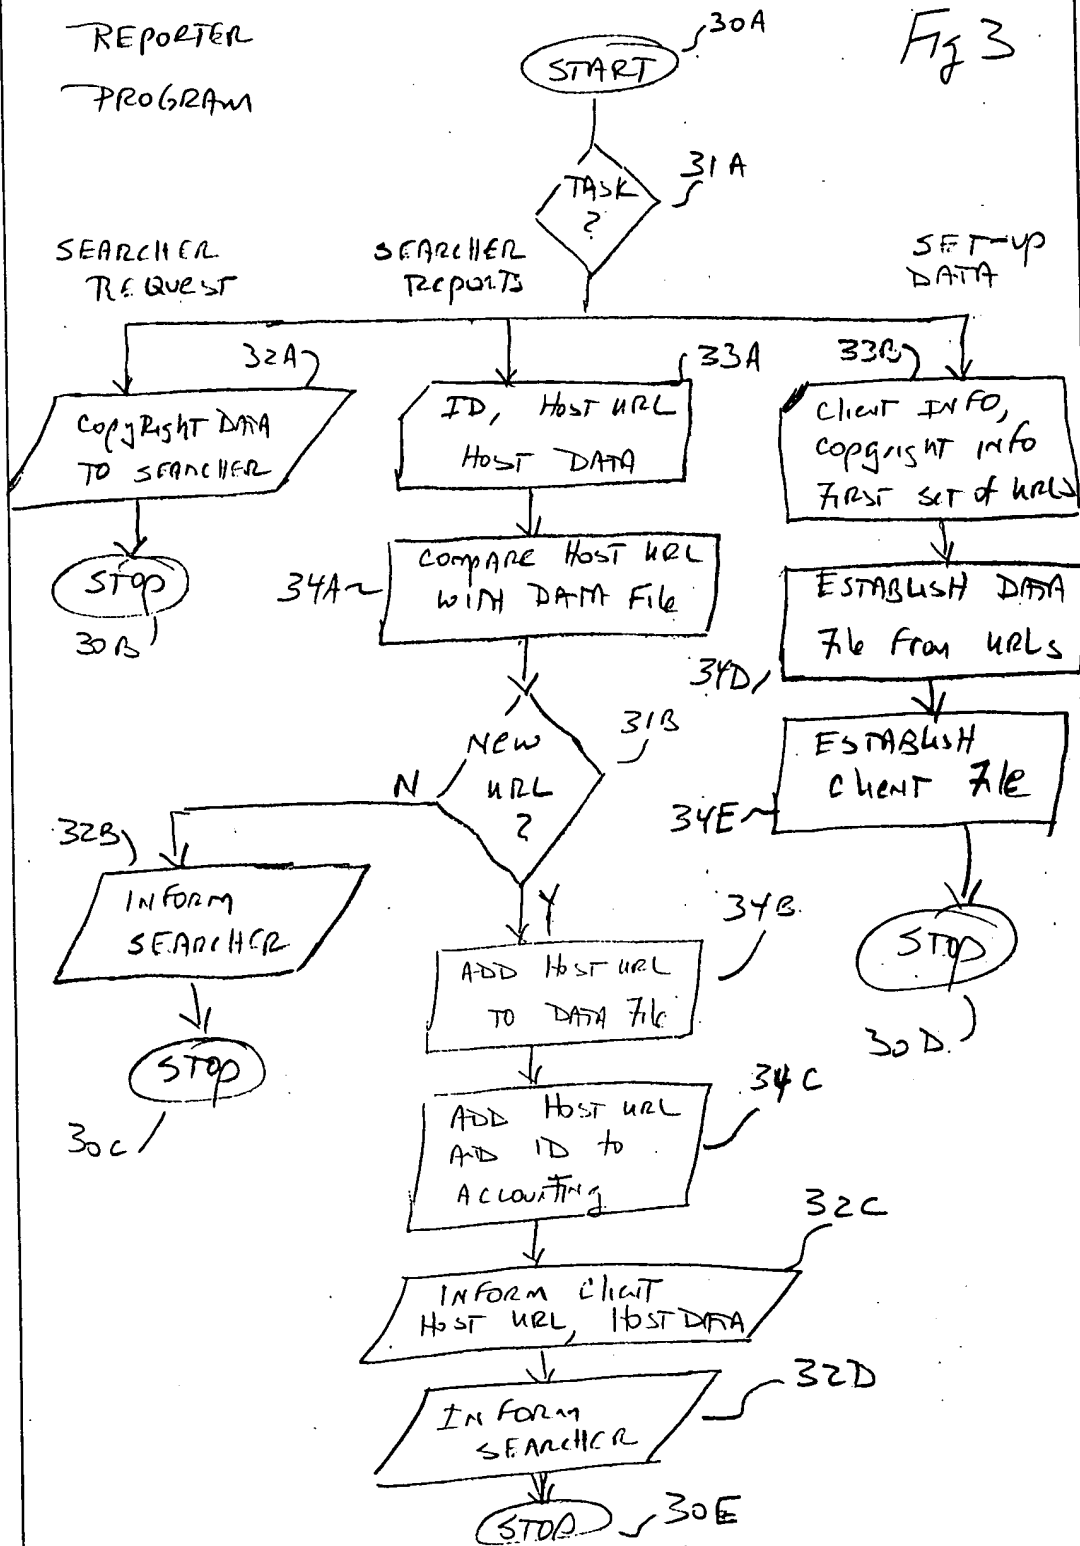 REPORTER
PROGRAM
Fig 3
30A
START
31A
TASK
?
SEARCHER
REQUEST
SEARCHER
REPORTS
SET-UP
DATA
32A
COPYRIGHT DATA
TO SEARCHER
STOP
30B
33A
ID, HOST URL
HOST DATA
34A
COMPARE HOST URL
WITH DATA FILE
31B
NEW
URL
?
N
Y
32B
INFORM
SEARCHER
STOP
30C
34B
ADD HOST URL
TO DATA FILE
34C
ADD HOST URL
AND ID to
ACCOUNTING
32C
INFORM CLIENT
HOST URL, HOST DATA
32D
INFORM
SEARCHER
STOP
30E
33B
Client INFO,
copyright info
FIRST SET of URLs
34D
ESTABLISH DATA
File From URLs
34E
ESTABLISH
CLIENT File
STOP
30D.